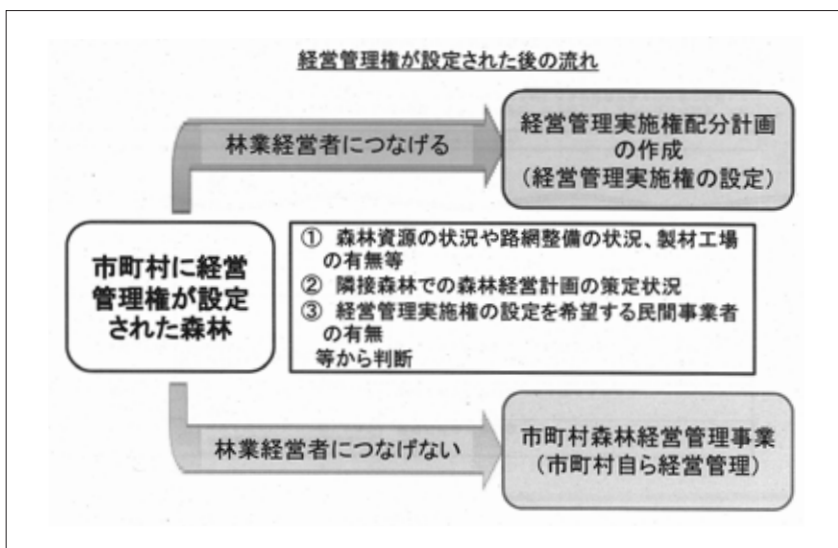 経営管理権が設定された後の流れ
林業経営者につなげる
経営管理実施権配分計画
の作成
(経営管理実施権の設定)
市町村に経営
管理権が設定
された森林
① 森林資源の状況や路網整備の状況、製材工場
の有無等
② 隣接森林での森林経営計画の策定状況
③ 経営管理実施権の設定を希望する民間事業者
の有無
等から判断
林業経営者につなげない
市町村森林経営管理事業
(市町村自ら経営管理)